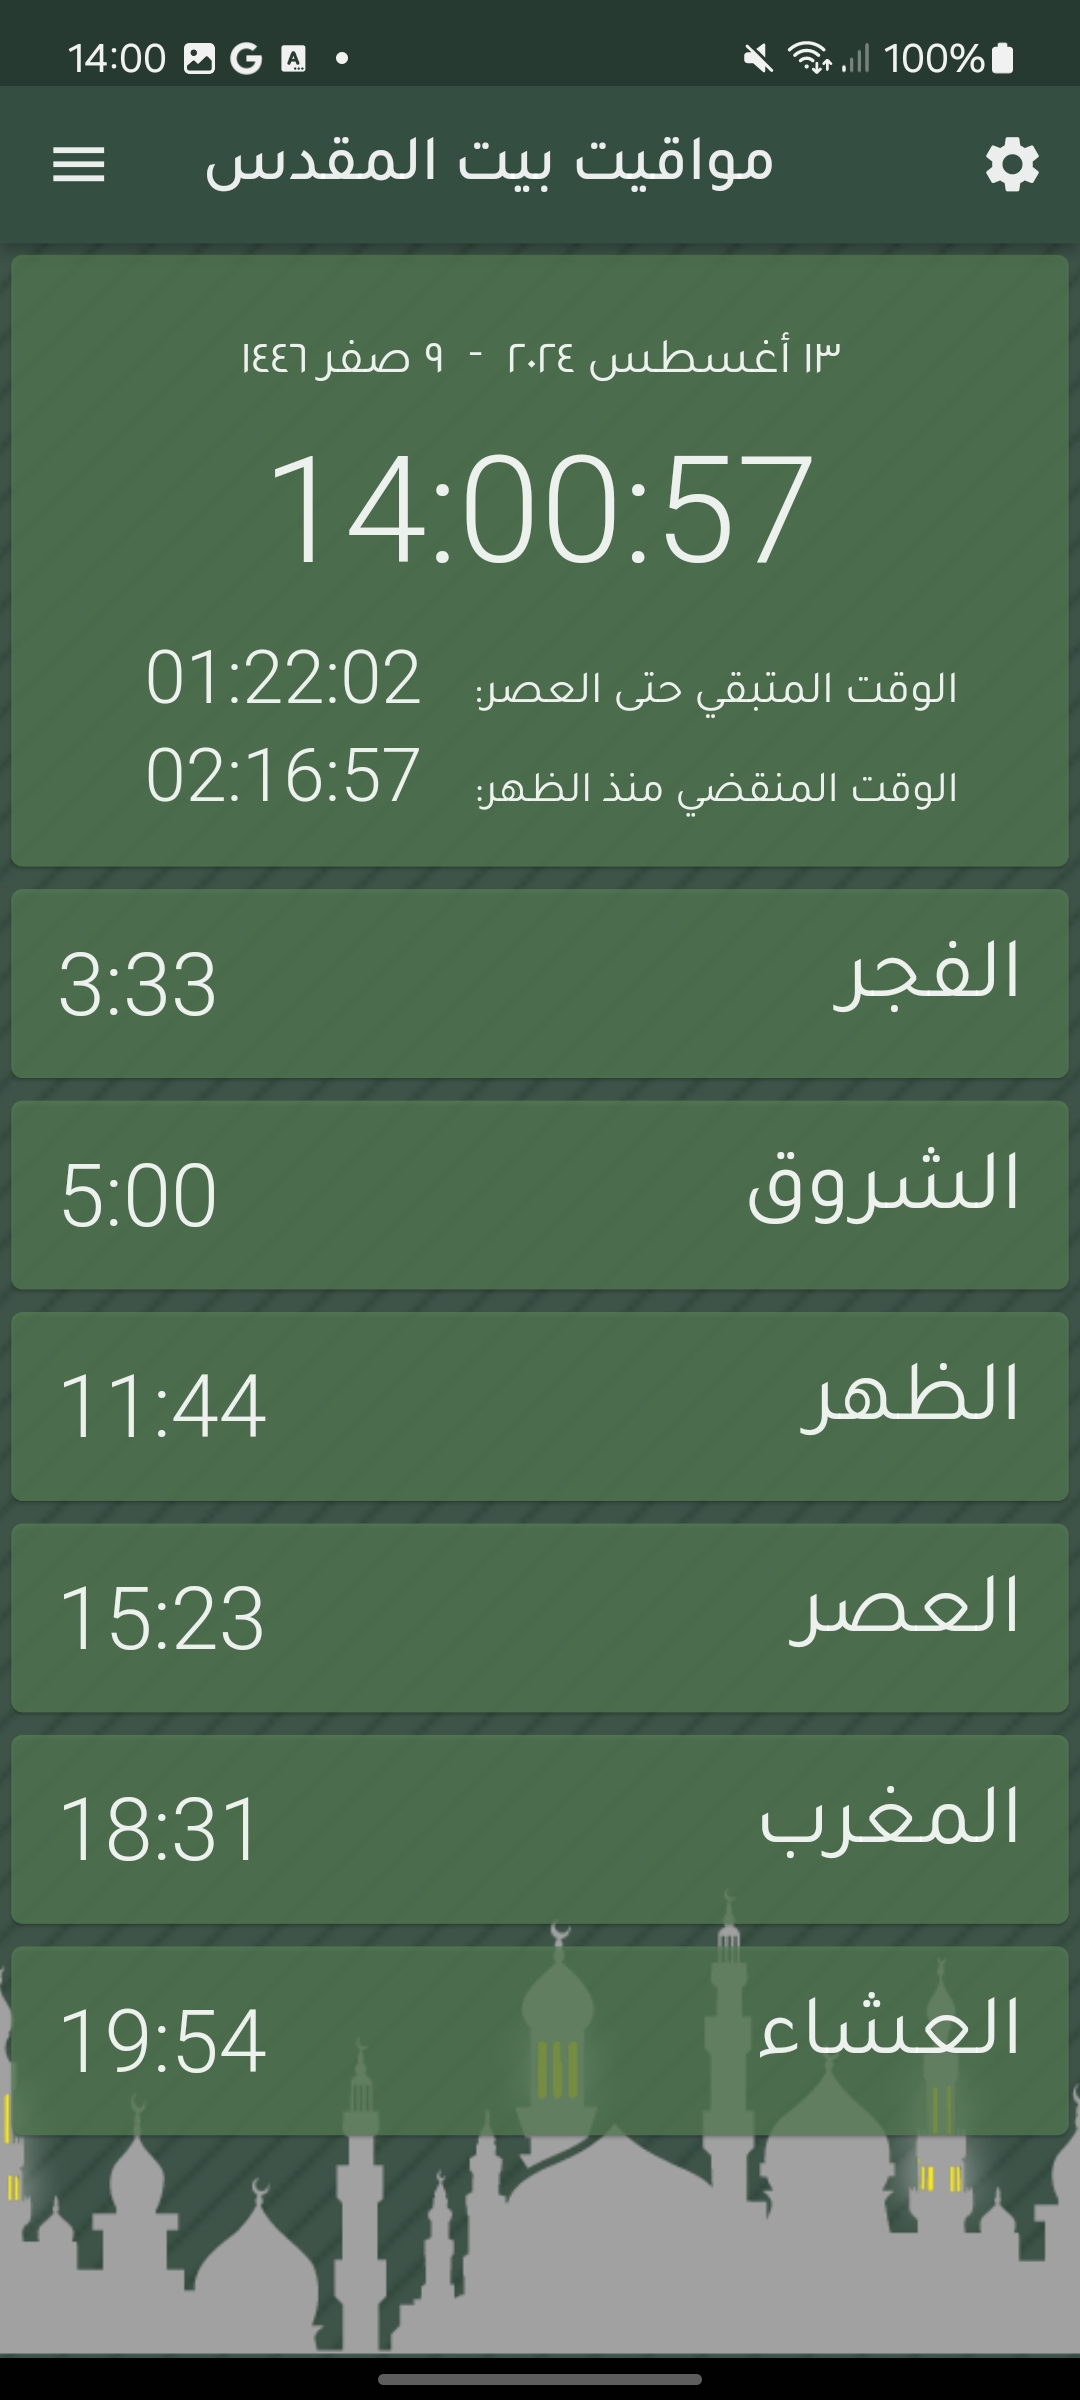 14:00 100%
مواقيت بيت المقدس
١٣ أغسطس ٢٠٢٤ - ٩ صفر ١٤٤٦
14:00:57
الوقت المتبقي حتى العصر: 01:22:02
الوقت المنقضي منذ الظهر: 02:16:57
الفجر 3:33
الشروق 5:00
الظهر 11:44
العصر 15:23
المغرب 18:31
العشاء 19:54